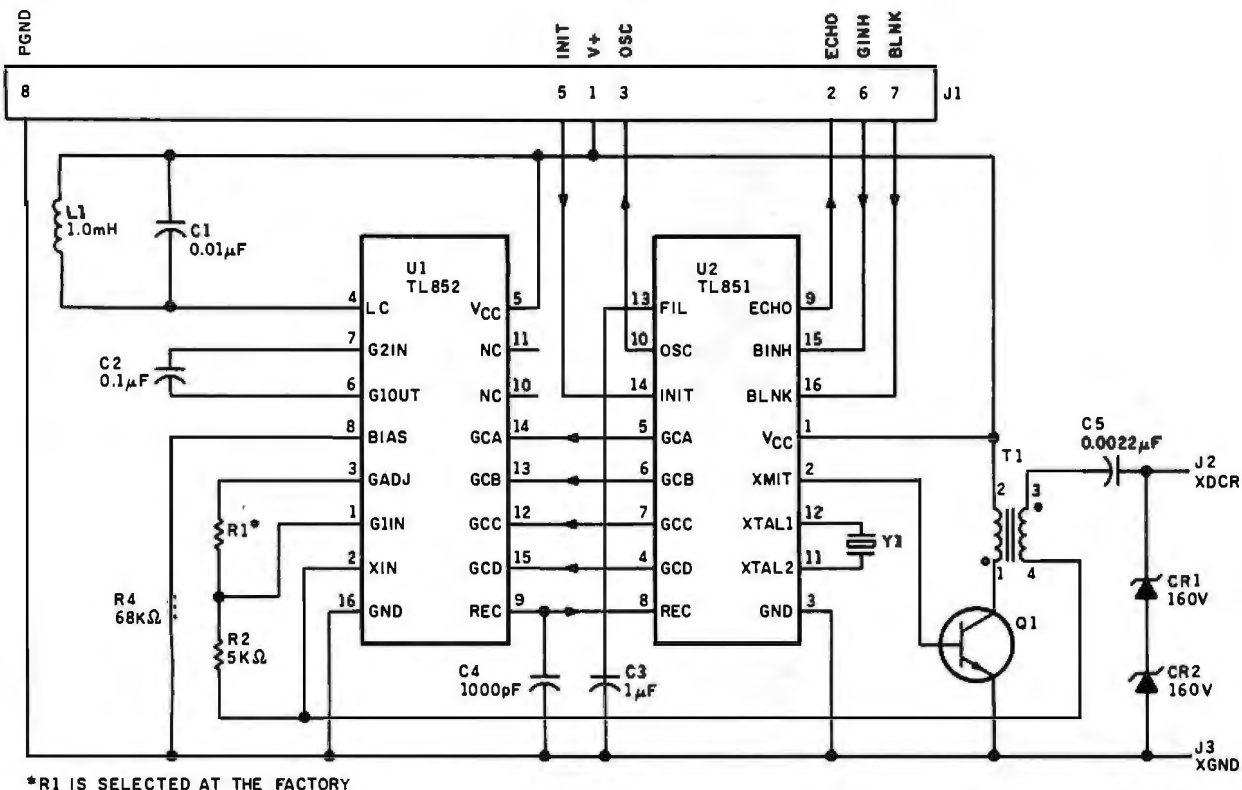 PGND INIT V+ OSC ECHO GINH BLNK
8 5 1 3 2 6 7 J1
L1
1.0mH
C1
0.01µF
U1
TL852
U2
TL851
4 LC VCC 5
13 FIL ECHO 9
7 G2IN NC 11
10 OSC BINH 15
C2
0.1µF
6 G1OUT NC 10
14 INIT BLNK 16
8 BIAS GCA 14
5 GCA VCC 1
3 GADJ GCB 13
6 GCB XMIT 2
1 G1IN GCC 12
7 GCC XTAL1 12
2 XIN GCD 15
4 GCD XTAL2 11
16 GND REC 9
8 REC GND 3
R1*
R4
68KΩ
R2
5KΩ
C4
1000pF
C3
1µF
Y1
T1
2 3
1 4
Q1
C5
0.0022µF
J2
XDCR
CR1
160V
CR2
160V
J3
XGND
*R1 IS SELECTED AT THE FACTORY